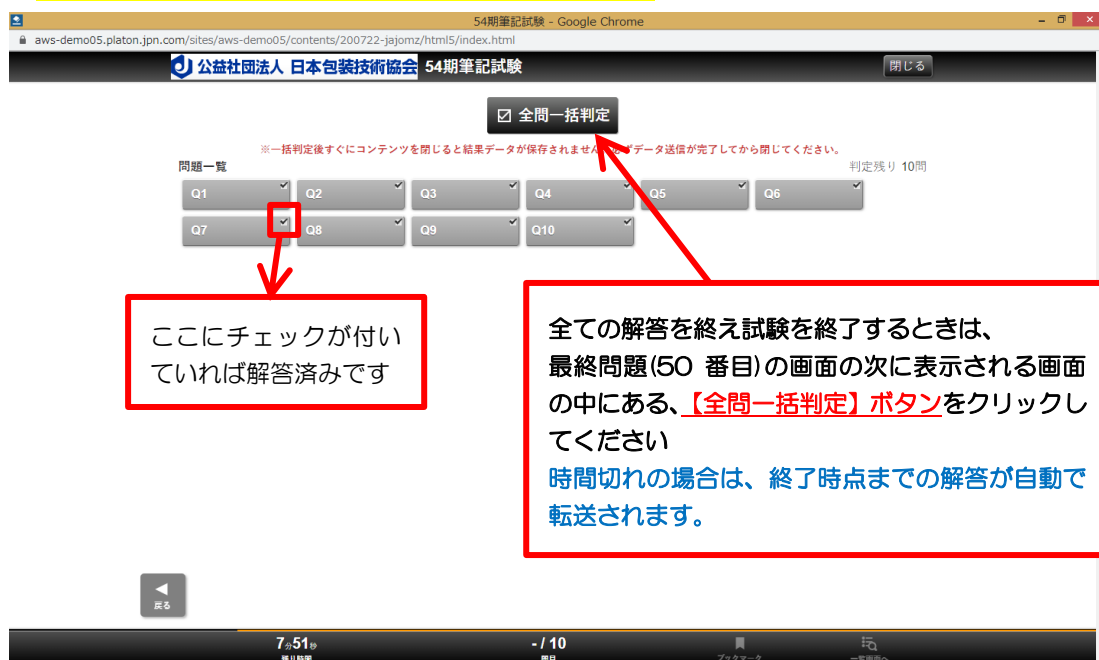 54期筆記試験 - Google Chrome
aws-demo05.platon.jpn.com/sites/aws-demo05/contents/200722-jajomz/html5/index.html
公益社団法人 日本包装技術協会 54期筆記試験
閉じる
全問一括判定
※一括判定後すぐにコンテンツを閉じると結果データが保存されません。必ずデータ送信が完了してから閉じてください。
問題一覧
判定残り 10問
Q1 Q2 Q3 Q4 Q5 Q6
Q7 Q8 Q9 Q10
ここにチェックが付い
ていれば解答済みです
全ての解答を終え試験を終了するときは、
最終問題(50 番目)の画面の次に表示される画面
の中にある、【全問一括判定】ボタンをクリックし
てください
時間切れの場合は、終了時点までの解答が自動で
転送されます。
戻る
7分51秒
残り時間
- / 10
問目
ブックマーク
一覧画面へ